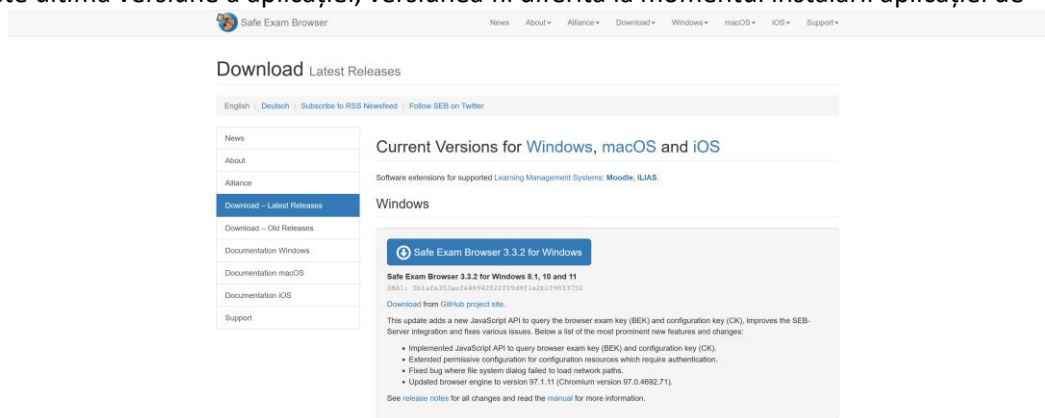 ultima versiune a aplicației, versiunea
la momentul instalării aplicației de
Safe Exam Browser
News About Alliance Download Windows macOS iOS Support
Download Latest Releases
English | Deutsch | Subscribe to RSS Newsfeed | Follow SEB on Twitter
News
About
Alliance
Download – Latest Releases
Download – Old Releases
Documentation Windows
Documentation macOS
Documentation iOS
Support
Current Versions for Windows, macOS and iOS
Software extensions for supported Learning Management Systems: Moodle, ILIAS.
Windows
Safe Exam Browser 3.3.2 for Windows
Safe Exam Browser 3.3.2 for Windows 8.1, 10 and 11
SHA1:
Download from GitHub project site.
This update adds a new JavaScript API to query the browser exam key (BEK) and configuration key (CK), improves the SEB-
Server integration and fixes various issues. Below a list of the most prominent new features and changes:
• Implemented JavaScript API to query browser exam key (BEK) and configuration key (CK).
• Extended permissive configuration for configuration resources which require authentication.
• Fixed bug where file system dialog failed to load network paths.
• Updated browser engine to version 97.1.11 (Chromium version 97.0.4692.71).
See release notes for all changes and read the manual for more information.